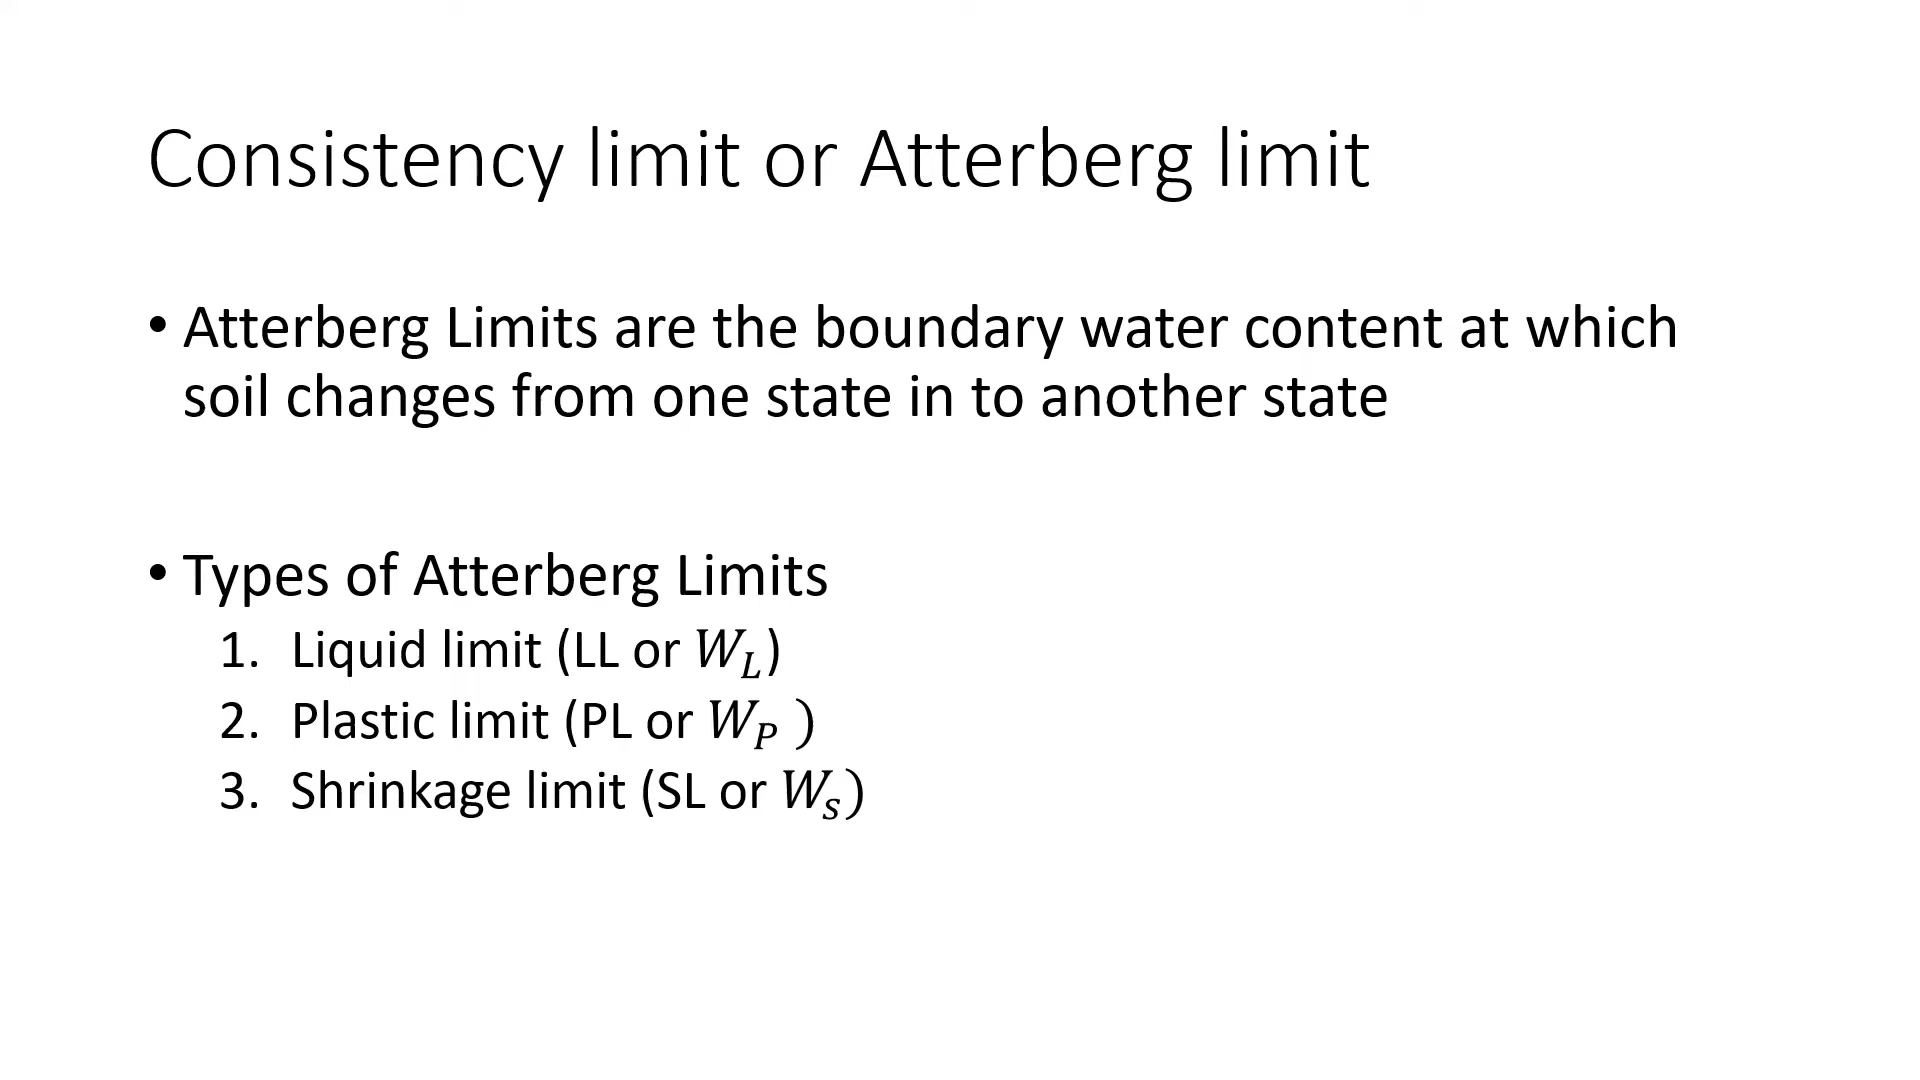 Consistency limit or Atterberg limit
• Atterberg Limits are the boundary water content at which
soil changes from one state in to another state
• Types of Atterberg Limits
1. Liquid limit (LL or W_L)
2. Plastic limit (PL or W_P )
3. Shrinkage limit (SL or W_s)